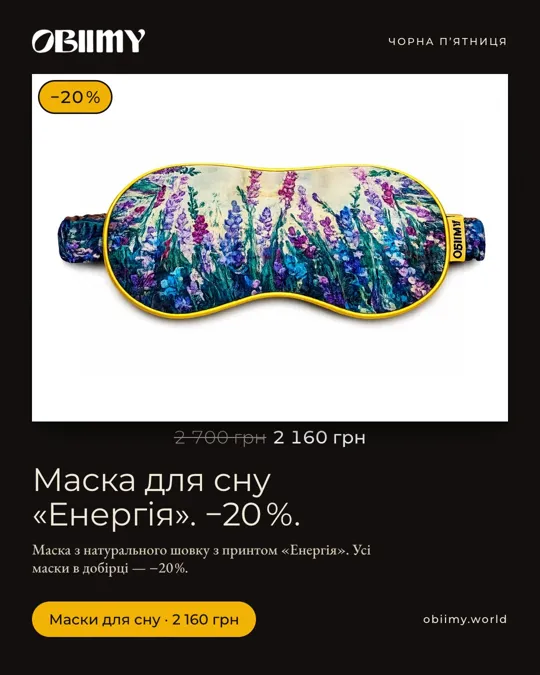 OBIIMY
ЧОРНА П'ЯТНИЦЯ
−20%
OBIIMY
2 700 грн 2 160 грн
Маска для сну
«Енергія». −20%.
Маска з натурального шовку з принтом «Енергія». Усі
маски в добірці — −20%.
Маски для сну · 2 160 грн
obiimy.world